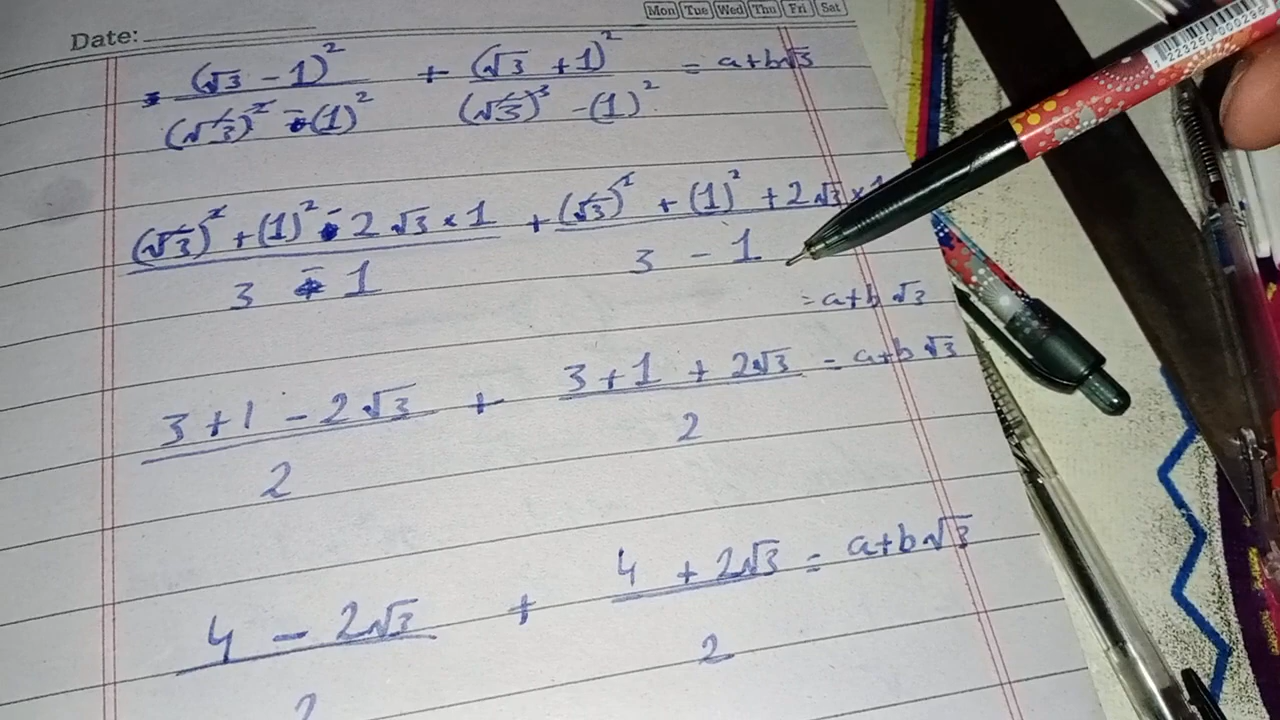 Mon Tue Wed Thu Fri Sat
Date:
(√3 - 1)² + (√3 + 1)² = a+b√3
(√3)² - (1)² (√3)² - (1)²
(√3)² + (1)² - 2√3 × 1 + (√3)² + (1)² + 2√3 × 1
3 - 1 3 - 1
= a+b√3
3+1 - 2√3 + 3+1 + 2√3 = a+b√3
2 2
4 - 2√3 + 4 + 2√3 = a+b√3
2 2